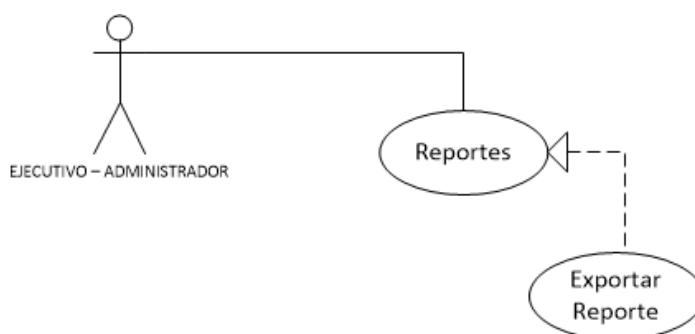 EJECUTIVO – ADMINISTRADOR
Reportes
Exportar
Reporte